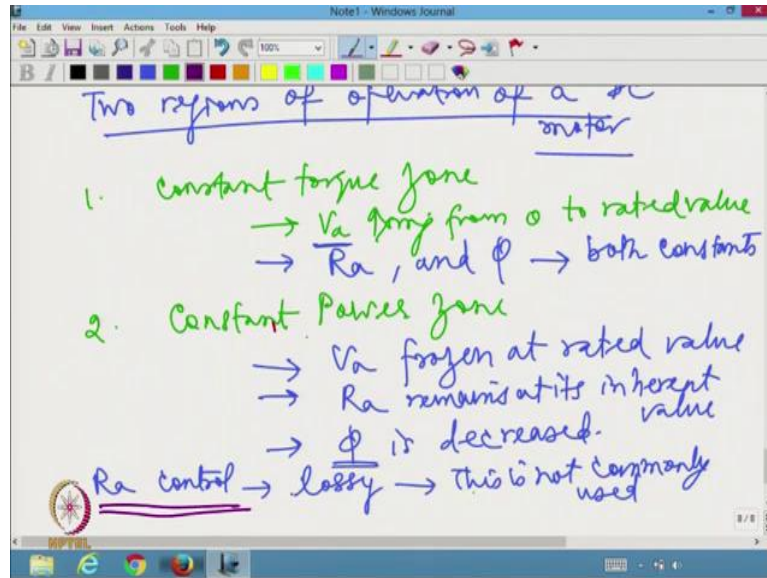 Note1 - Windows Journal
File Edit View Insert Actions Tools Help
100%
B I
Two regions of operation of a DC
motor
1. Constant torque zone
→ Va going from 0 to rated value
→ Ra, and φ → both constants
2. Constant Power zone
→ Va frozen at rated value
→ Ra remains at its inherent
value
→ φ is decreased.
Ra control → lossy → This is not commonly
used
8/8
NPTEL